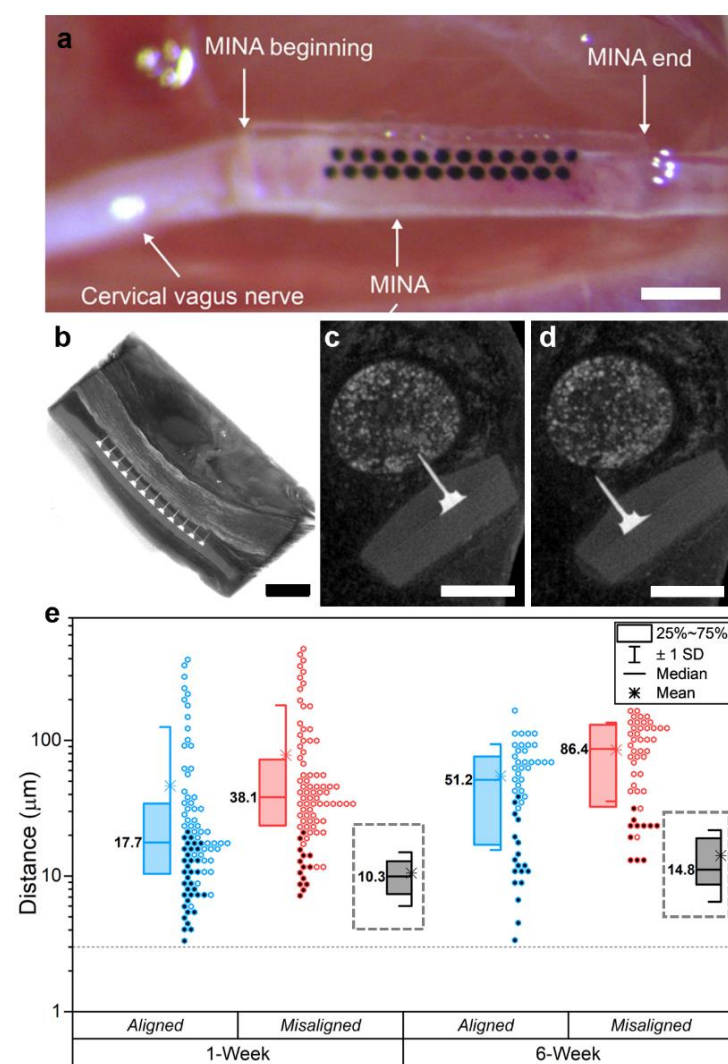 a
MINA beginning
MINA end
Cervical vagus nerve
MINA
b
c
d
e
25%~75%
± 1 SD
Median
Mean
Distance (μm)
100
10
1
17.7
38.1
10.3
51.2
86.4
14.8
Aligned
Misaligned
Aligned
Misaligned
1-Week
6-Week